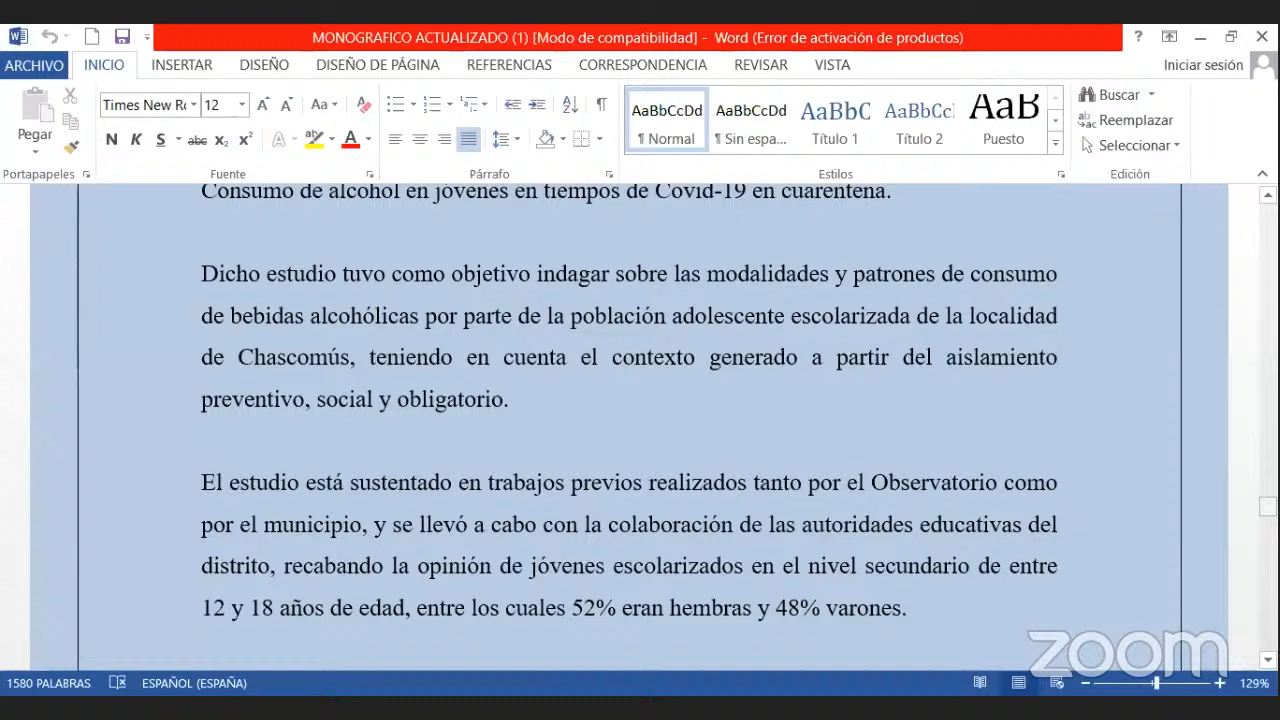 MONOGRAFICO ACTUALIZADO (1) [Modo de compatibilidad] - Word (Error de activación de productos)
?
ARCHIVO INICIO INSERTAR DISEÑO DISEÑO DE PÁGINA REFERENCIAS CORRESPONDENCIA REVISAR VISTA Iniciar sesión
Times New Ro 12 Aa
AaBbCcDd AaBbCcDd AaBbC AaBbCcI AaB
Buscar
Reemplazar
Pegar
N K S abc x₂ x² A A
¶ Normal ¶ Sin espa... Título 1 Título 2 Puesto
Seleccionar
Portapapeles Fuente Párrafo Estilos Edición
Consumo de alcohol en jóvenes en tiempos de Covid-19 en cuarentena.
Dicho estudio tuvo como objetivo indagar sobre las modalidades y patrones de consumo
de bebidas alcohólicas por parte de la población adolescente escolarizada de la localidad
de Chascomús, teniendo en cuenta el contexto generado a partir del aislamiento
preventivo, social y obligatorio.
El estudio está sustentado en trabajos previos realizados tanto por el Observatorio como
por el municipio, y se llevó a cabo con la colaboración de las autoridades educativas del
distrito, recabando la opinión de jóvenes escolarizados en el nivel secundario de entre
12 y 18 años de edad, entre los cuales 52% eran hembras y 48% varones.
zoom
1580 PALABRAS ESPAÑOL (ESPAÑA) 129%